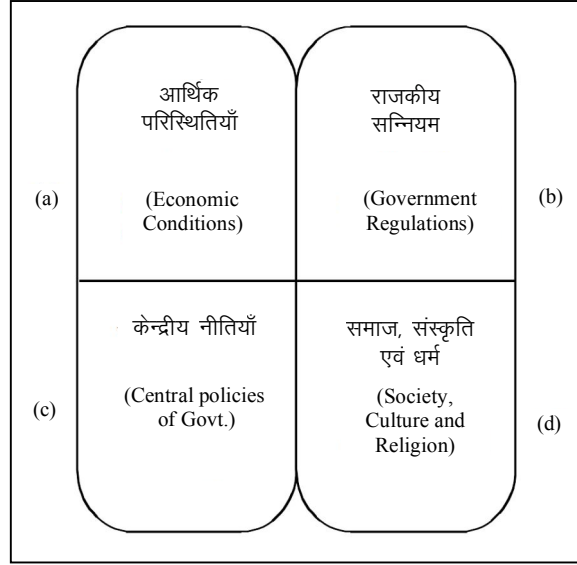 आर्थिक
परिस्थितियाँ
(a)
(Economic
Conditions)
राजकीय
सन्नियम
(Government
Regulations)
(b)
केन्द्रीय नीतियाँ
(c)
(Central policies
of Govt.)
समाज, संस्कृति
एवं धर्म
(Society,
Culture and
Religion)
(d)